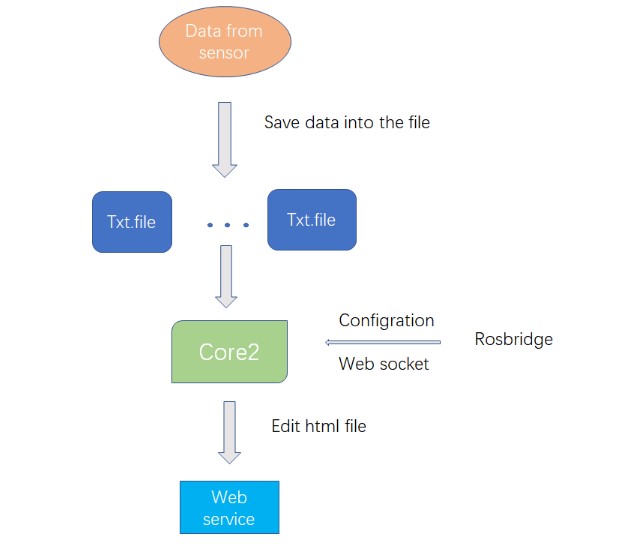 Data from
sensor
Save data into the file
Txt.file
Txt.file
Configration
Core2
Rosbridge
Web socket
Edit html file
Web
service